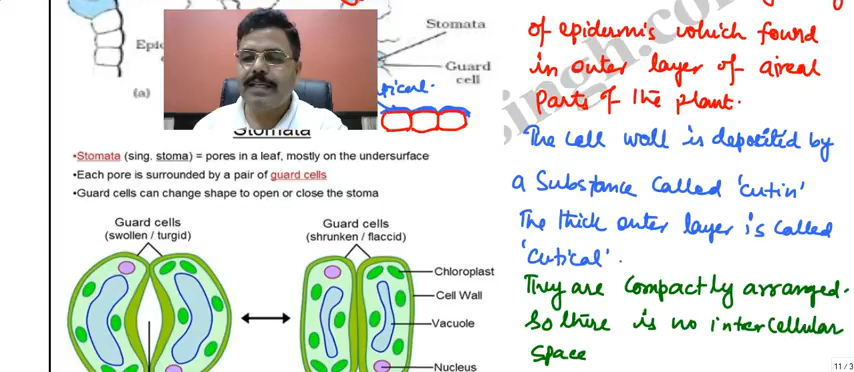 Stomata
Guard
cell
(a)
Stomata
•Stomata (sing. stoma) = pores in a leaf, mostly on the undersurface
•Each pore is surrounded by a pair of guard cells
•Guard cells can change shape to open or close the stoma
Guard cells
(swollen / turgid)
Guard cells
(shrunken / flaccid)
Chloroplast
Cell Wall
Vacuole
Nucleus
of epidermis which found
in outer layer of aireal
Parts of the plant.
The cell wall is deposited by
a Substance called 'cutin'
The thick outer layer is called
'Cutical'.
They are compactly arranged.
So there is no intercellular
space
11 / 3